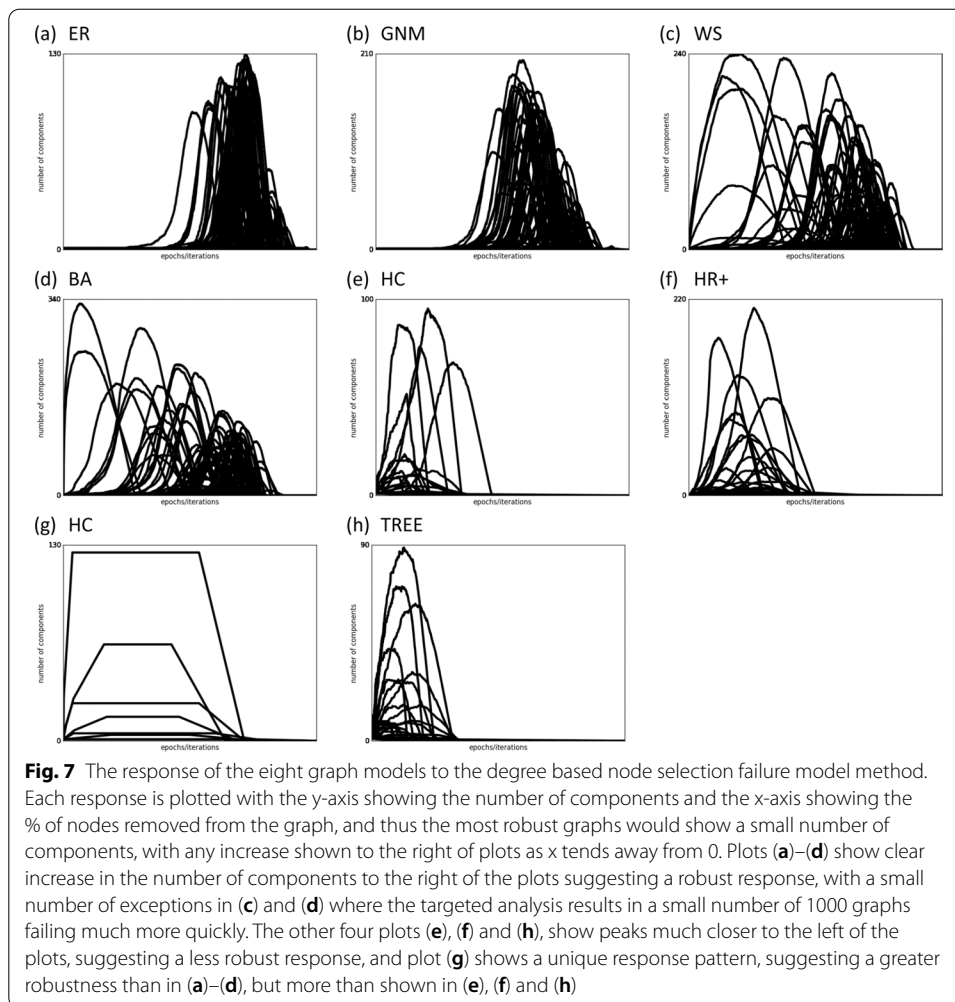 (a) ER
(b) GNM
(c) WS
130
number of components
0
epochs/iterations
210
number of components
0
epochs/iterations
240
number of components
0
epochs/iterations
(d) BA
(e) HC
(f) HR+
340
number of components
0
epochs/iterations
100
number of components
0
epochs/iterations
220
number of components
0
epochs/iterations
(g) HC
(h) TREE
130
number of components
0
epochs/iterations
90
number of components
0
epochs/iterations
Fig. 7 The response of the eight graph models to the degree based node selection failure model method.
Each response is plotted with the y-axis showing the number of components and the x-axis showing the
% of nodes removed from the graph, and thus the most robust graphs would show a small number of
components, with any increase shown to the right of plots as x tends away from 0. Plots (a)–(d) show clear
increase in the number of components to the right of the plots suggesting a robust response, with a small
number of exceptions in (c) and (d) where the targeted analysis results in a small number of 1000 graphs
failing much more quickly. The other four plots (e), (f) and (h), show peaks much closer to the left of the
plots, suggesting a less robust response, and plot (g) shows a unique response pattern, suggesting a greater
robustness than in (a)–(d), but more than shown in (e), (f) and (h)